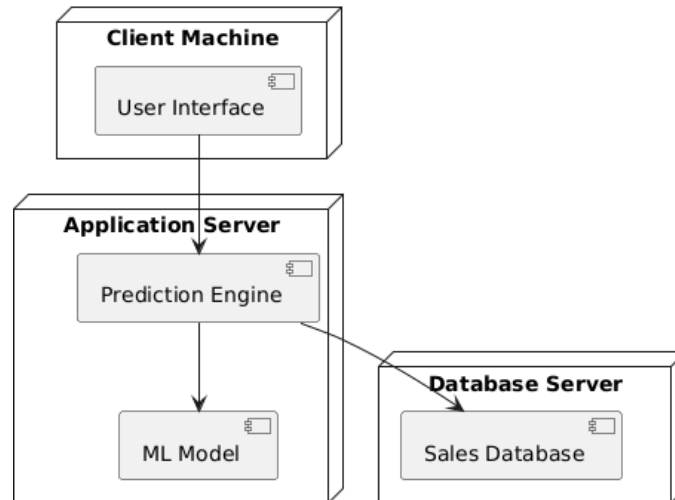 Client Machine
User Interface
Application Server
Prediction Engine
Database Server
ML Model
Sales Database